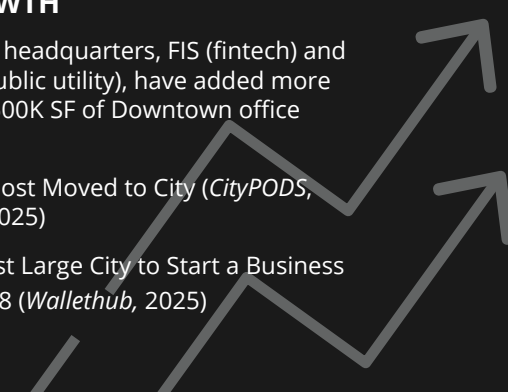 WTH
headquarters, FIS (fintech) and
ublic utility), have added more
00K SF of Downtown office
ost Moved to City (CityPODS,
025)
st Large City to Start a Business
8 (Wallethub, 2025)